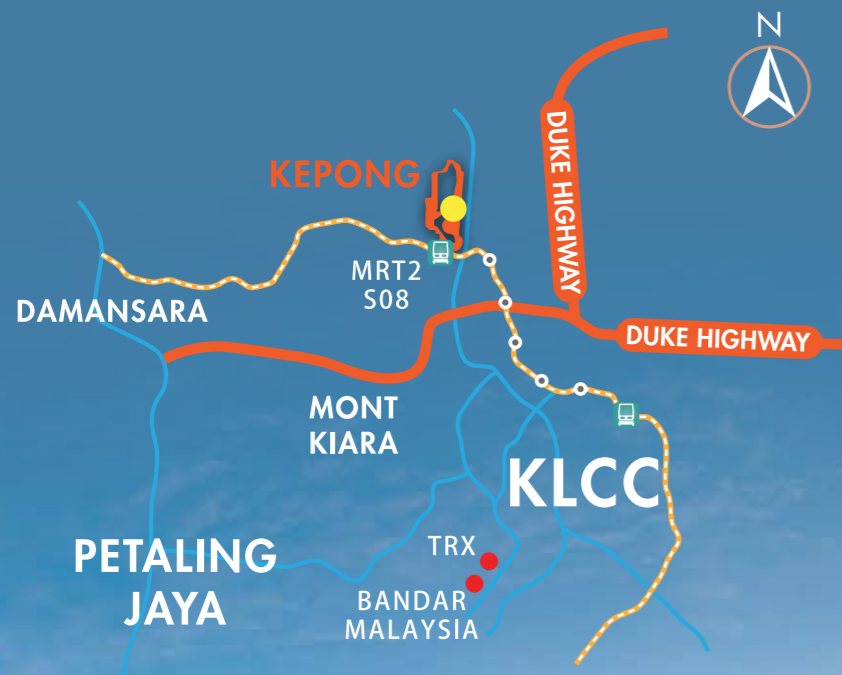 N
DUKE HIGHWAY
KEPONG
MRT2
S08
DAMANSARA
DUKE HIGHWAY
MONT
KIARA
KLCC
TRX
PETALING
JAYA
BANDAR
MALAYSIA